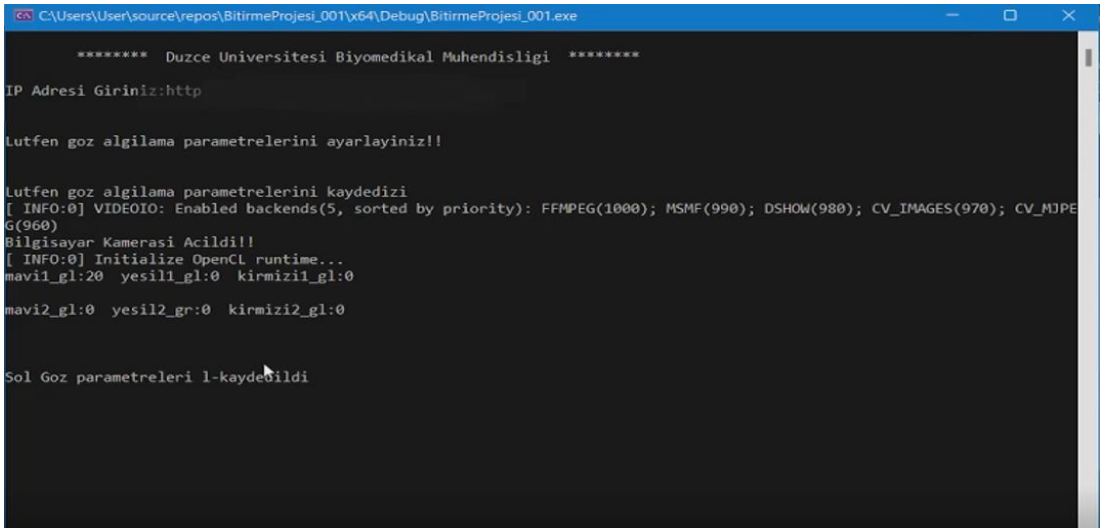 C:\Users\User\source\repos\BitirmeProjesi_001\x64\Debug\BitirmeProjesi_001.exe
******** Duzce Universitesi Biyomedikal Muhendisligi ********
IP Adresi Giriniz:http
Lutfen goz algilama parametrelerini ayarlayiniz!!
Lutfen goz algilama parametrelerini kaydedizi
[ INFO:0] VIDEOIO: Enabled backends(5, sorted by priority): FFMPEG(1000); MSMF(990); DSHOW(980); CV_IMAGES(970); CV_MJPE
G(960)
Bilgisayar Kamerasi Acildi!!
[ INFO:0] Initialize OpenCL runtime...
mavi1_gl:20 yesil1_gl:0 kirmizi1_gl:0
mavi2_gl:0 yesil2_gr:0 kirmizi2_gl:0
Sol Goz parametreleri l-kaydedildi